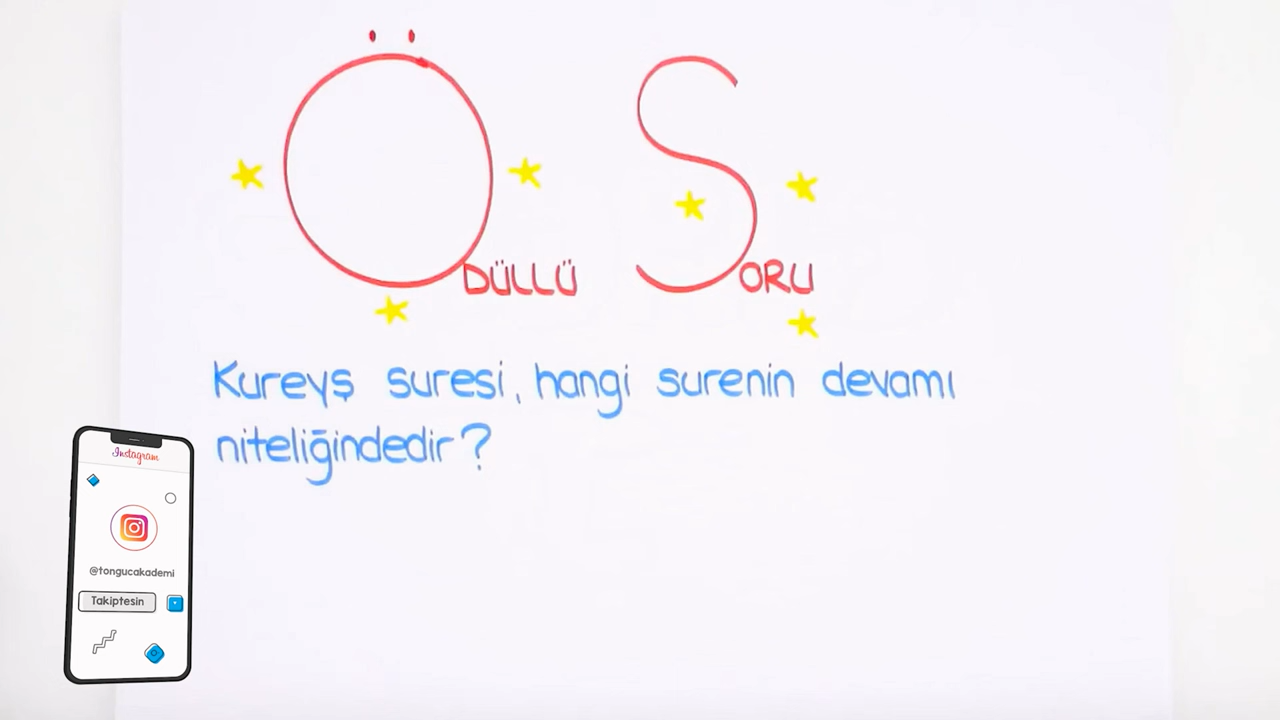 ÖDÜLLÜ SORU
Kureyş suresi, hangi surenin devamı
niteliğindedir?
Instagram
@tongucakademi
Takiptesin